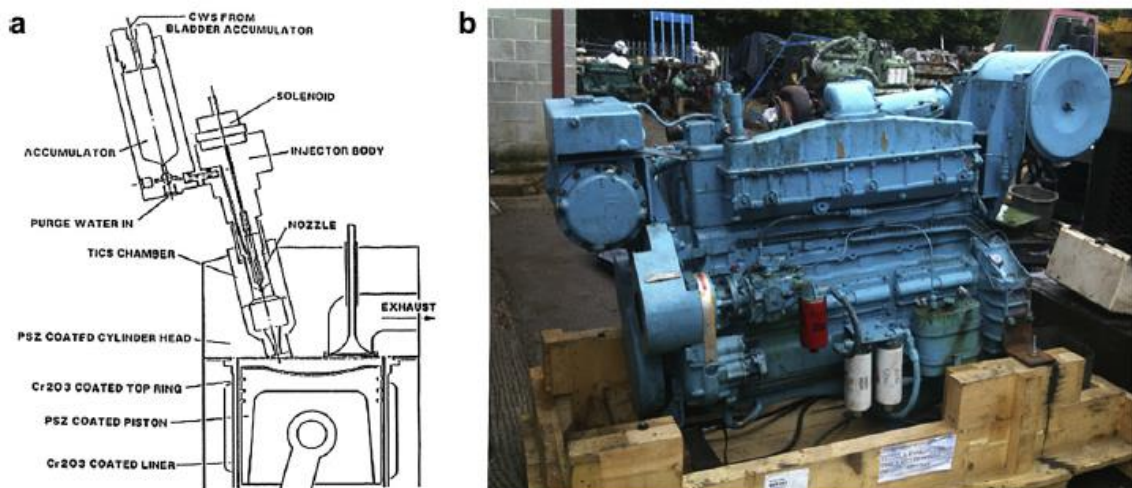 a
CWS FROM
BLADDER ACCUMULATOR
SOLENOID
ACCUMULATOR
INJECTOR BODY
PURGE WATER IN
NOZZLE
TICS CHAMBER
EXHAUST
PSZ COATED CYLINDER HEAD
Cr2O3 COATED TOP RING
PSZ COATED PISTON
Cr2O3 COATED LINER
b